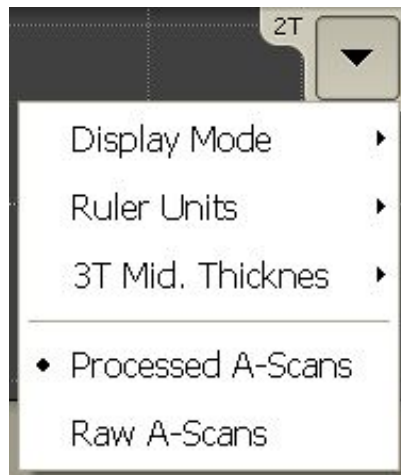 2T
Display Mode
Ruler Units
3T Mid. Thicknes
Processed A-Scans
Raw A-Scans